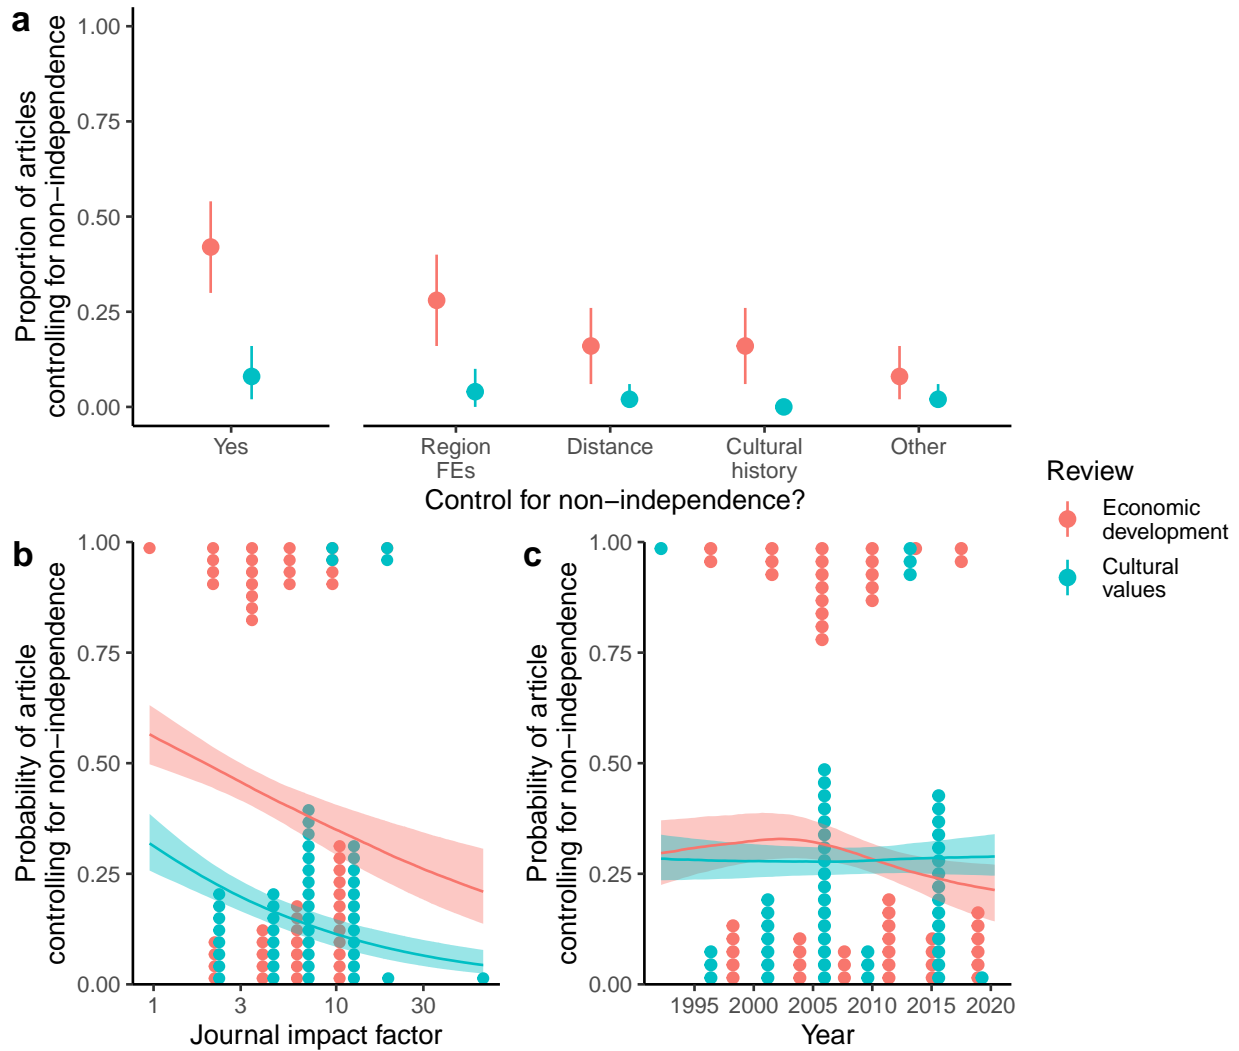 a
Proportion of articles
controlling for non−independence
1.00
0.75
0.50
0.25
0.00
Yes
Region
FEs
Distance
Cultural
history
Other
Control for non−independence?
Review
Economic
development
Cultural
values
b
Probability of article
controlling for non−independence
1.00
0.75
0.50
0.25
0.00
1
3
10
30
Journal impact factor
c
Probability of article
controlling for non−independence
1.00
0.75
0.50
0.25
0.00
1995
2000
2005
2010
2015
2020
Year